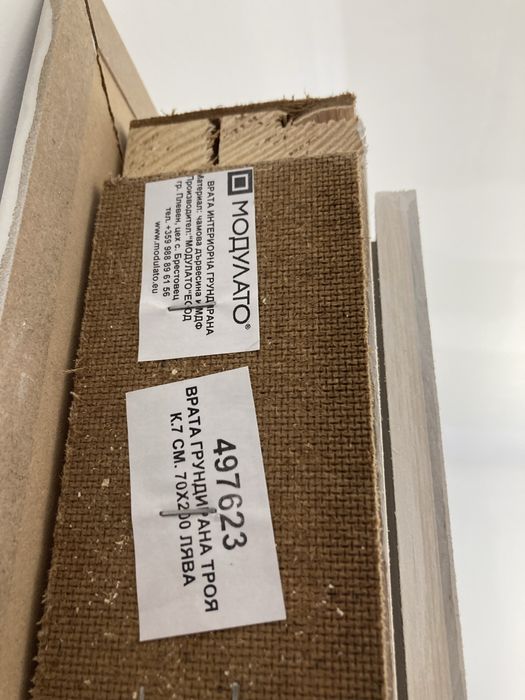 МОДУЛАТО®
ВРАТА ИНТЕРИОРНА ГРУНДИРАНА
Материал: чамова дървесина и МДФ
Производител:"МОДУЛАТО"ЕООД
гр. Плевен, цех с. Брестовец
тел. +359 988 89 61 56
www.modulato.eu
497623
ВРАТА ГРУНДИРАНА ТРОЯ
К.7 СМ. 70Х200 ЛЯВА